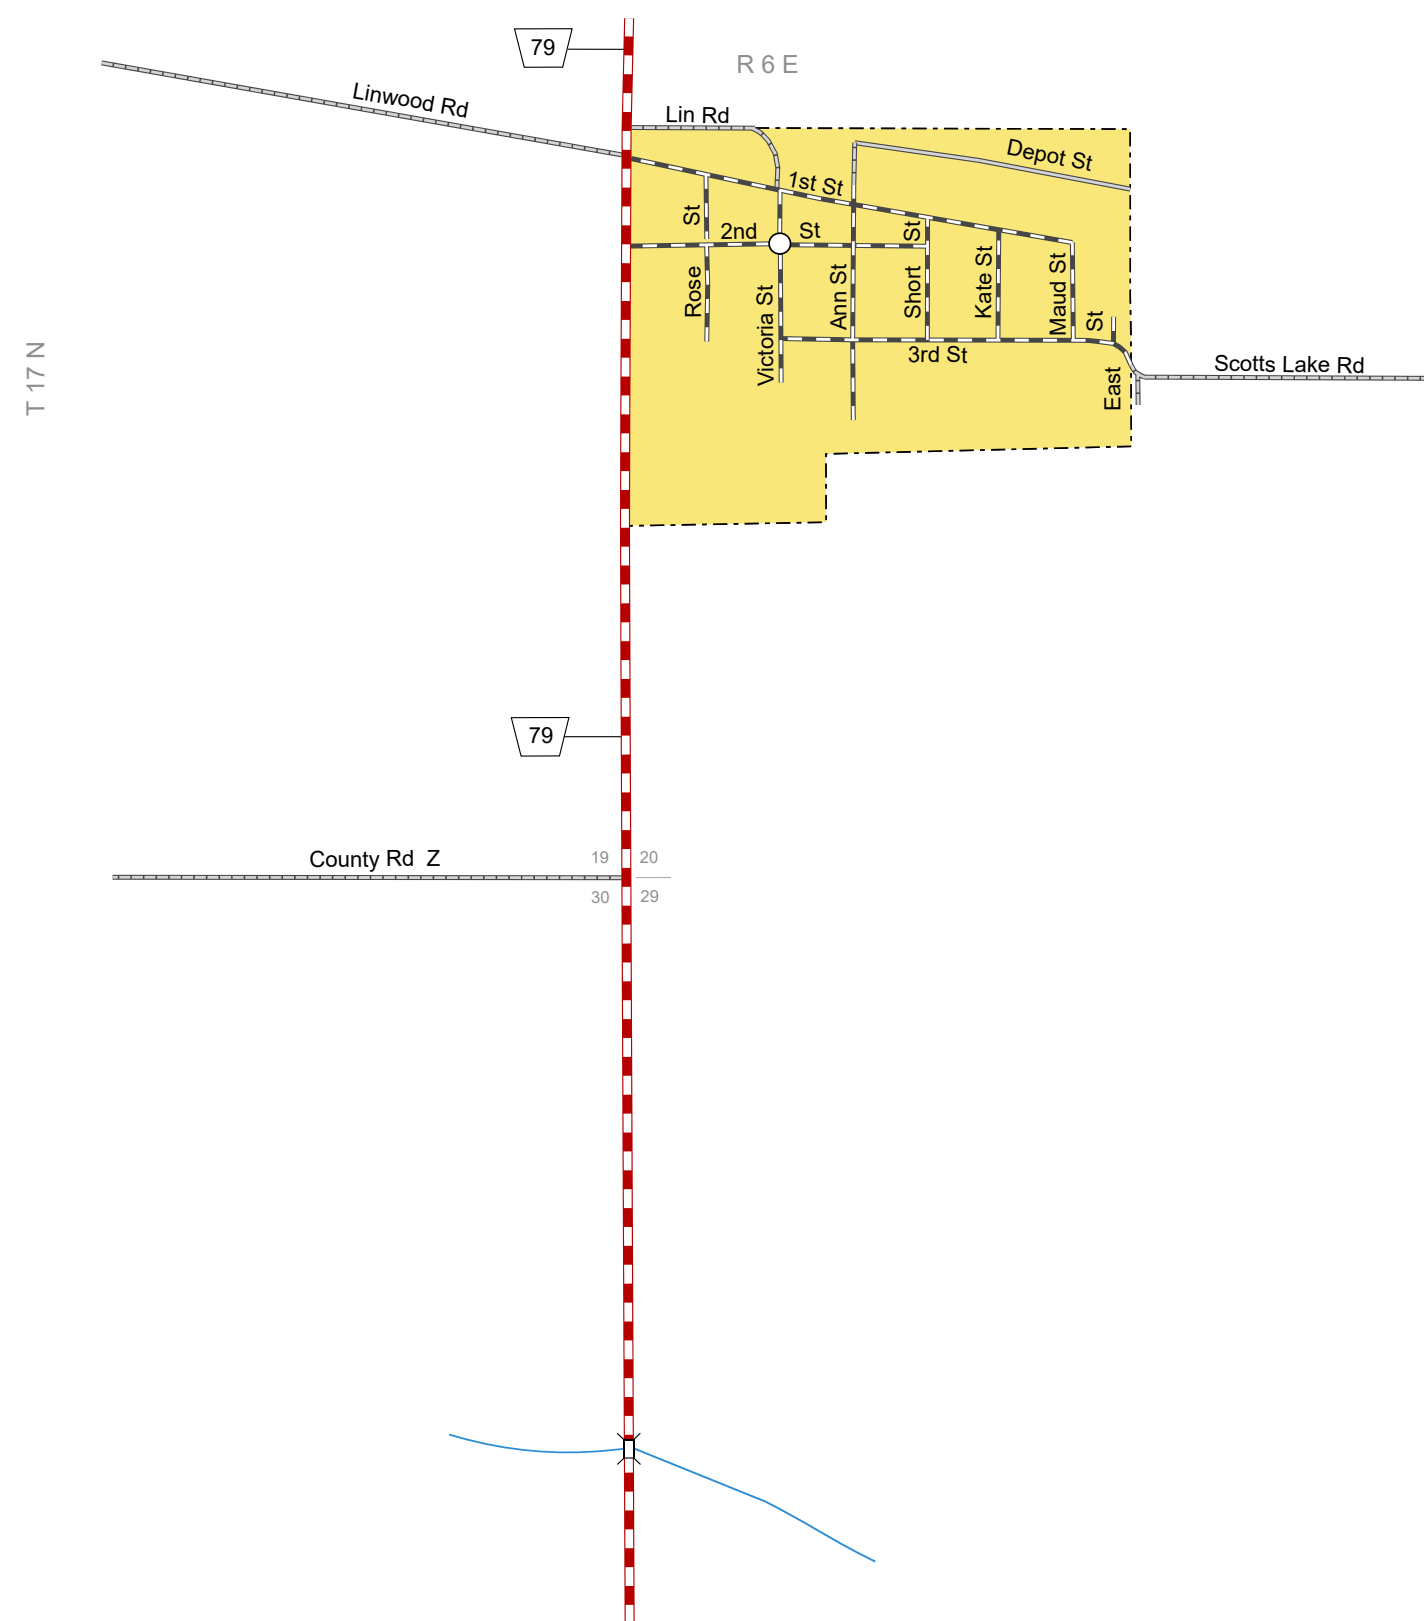 79
R 6 E
Linwood Rd
Lin Rd
Depot St
1st St
Rose St
2nd St
Victoria St
Ann St
Short St
Kate St
Maud St
East St
3rd St
Scotts Lake Rd
T 17 N
79
County Rd Z
19 20
30 29